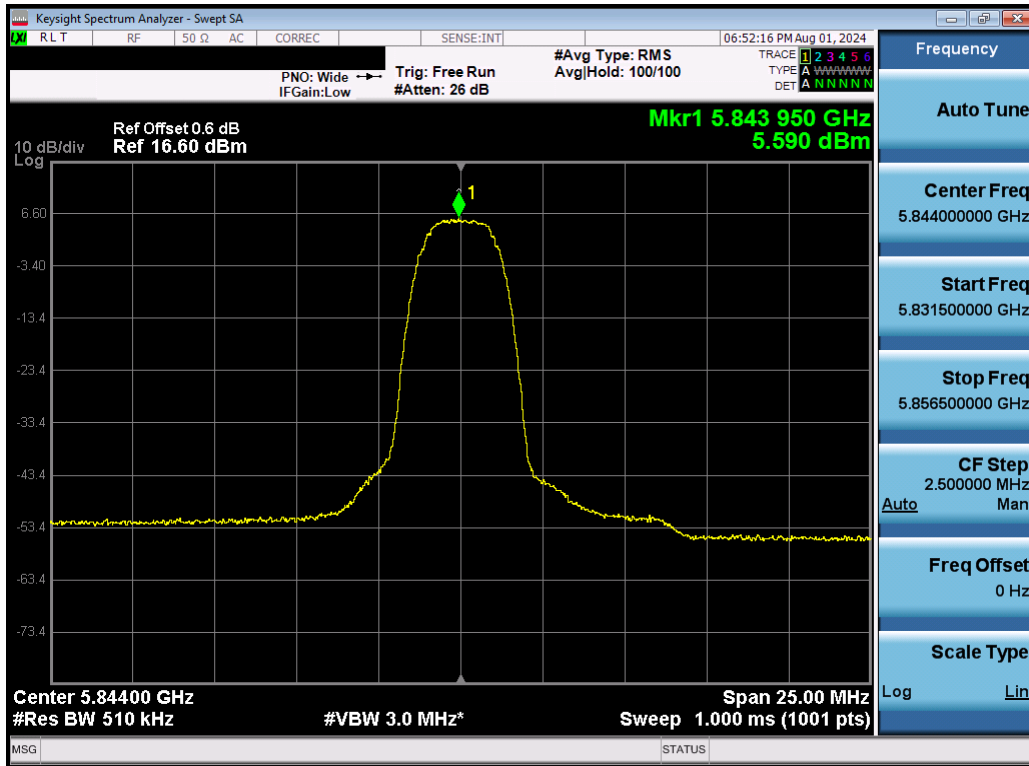 Keysight Spectrum Analyzer - Swept SA
LXI R L T RF 50 Ω AC CORREC SENSE:INT 06:52:16 PM Aug 01, 2024
PNO: Wide Trig: Free Run #Avg Type: RMS TRACE 1 2 3 4 5 6
IFGain:Low #Atten: 26 dB Avg|Hold: 100/100 TYPE A WWWWW
DET A N N N N N
Frequency
Mkr1 5.843 950 GHz
5.590 dBm
Ref Offset 0.6 dB
10 dB/div Ref 16.60 dBm
Log
1
6.60
-3.40
-13.4
-23.4
-33.4
-43.4
-53.4
-63.4
-73.4
Center 5.84400 GHz Span 25.00 MHz
#Res BW 510 kHz #VBW 3.0 MHz* Sweep 1.000 ms (1001 pts)
Auto Tune
Center Freq
5.844000000 GHz
Start Freq
5.831500000 GHz
Stop Freq
5.856500000 GHz
CF Step
2.500000 MHz
Auto Man
Freq Offset
0 Hz
Scale Type
Log Lin
MSG STATUS